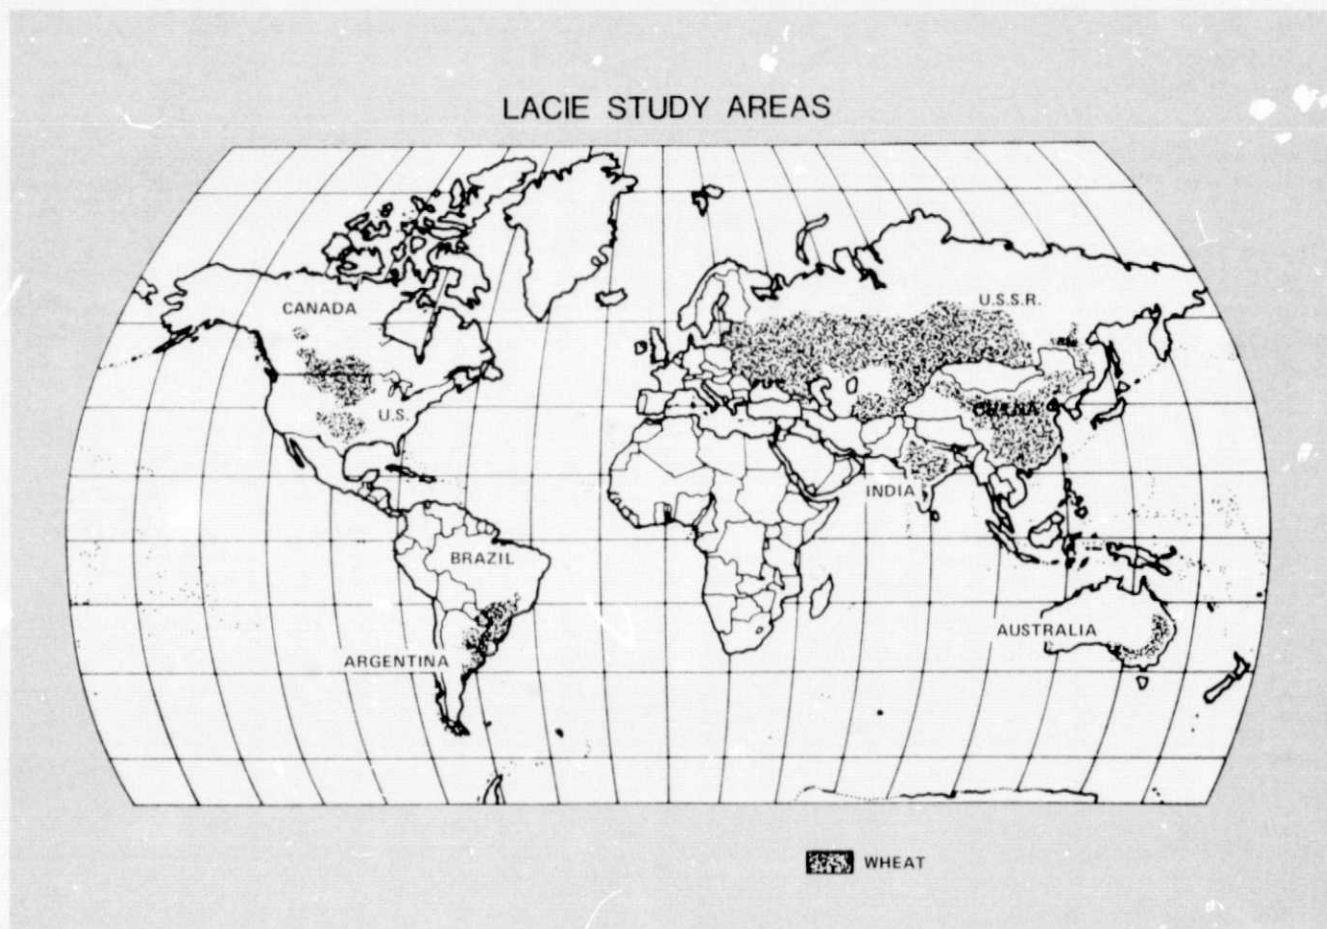 LACIE STUDY AREAS
CANADA
U.S.S.R.
U.S.
CHINA
INDIA
BRAZIL
AUSTRALIA
ARGENTINA
WHEAT